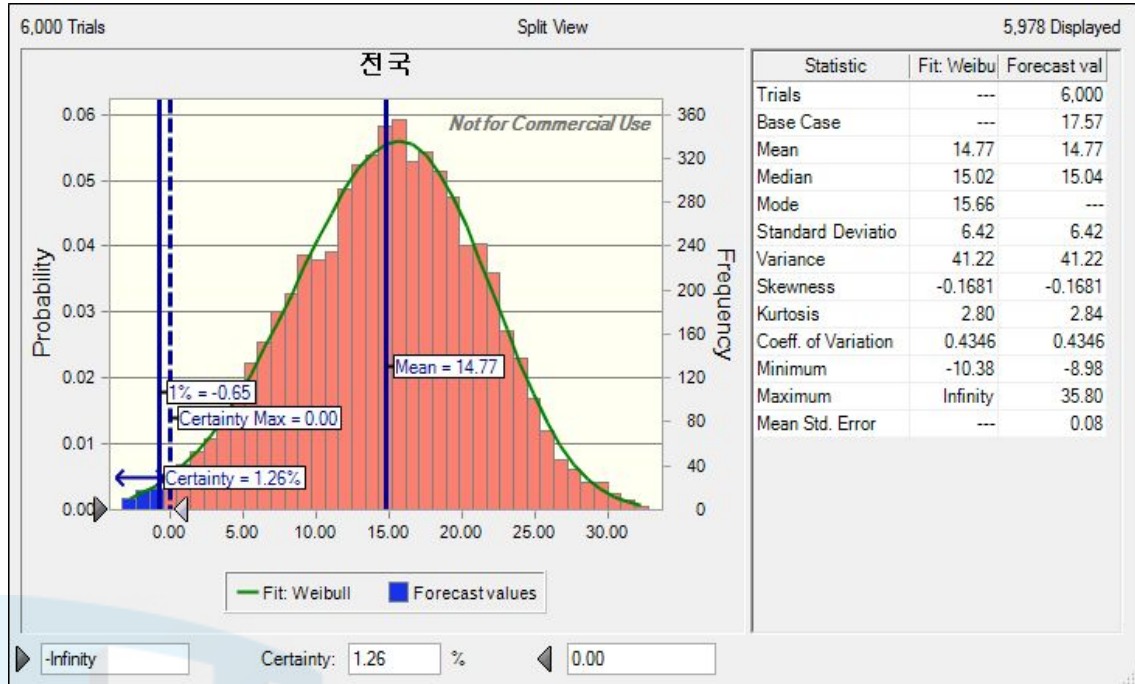 6,000 Trials Split View 5,978 Displayed
전국
Not for Commercial Use
0.06
0.05
0.04
0.03
0.02
0.01
0.00
Probability
360
320
280
240
200
160
120
80
40
0
Frequency
Mean = 14.77
1% = -0.65
Certainty Max = 0.00
Certainty = 1.26%
0.00 5.00 10.00 15.00 20.00 25.00 30.00
Fit: Weibull Forecast values
Statistic Fit: Weibu Forecast val
Trials --- 6,000
Base Case --- 17.57
Mean 14.77 14.77
Median 15.02 15.04
Mode 15.66 ---
Standard Deviatio 6.42 6.42
Variance 41.22 41.22
Skewness -0.1681 -0.1681
Kurtosis 2.80 2.84
Coeff. of Variation 0.4346 0.4346
Minimum -10.38 -8.98
Maximum Infinity 35.80
Mean Std. Error --- 0.08
-Infinity Certainty: 1.26 % 0.00